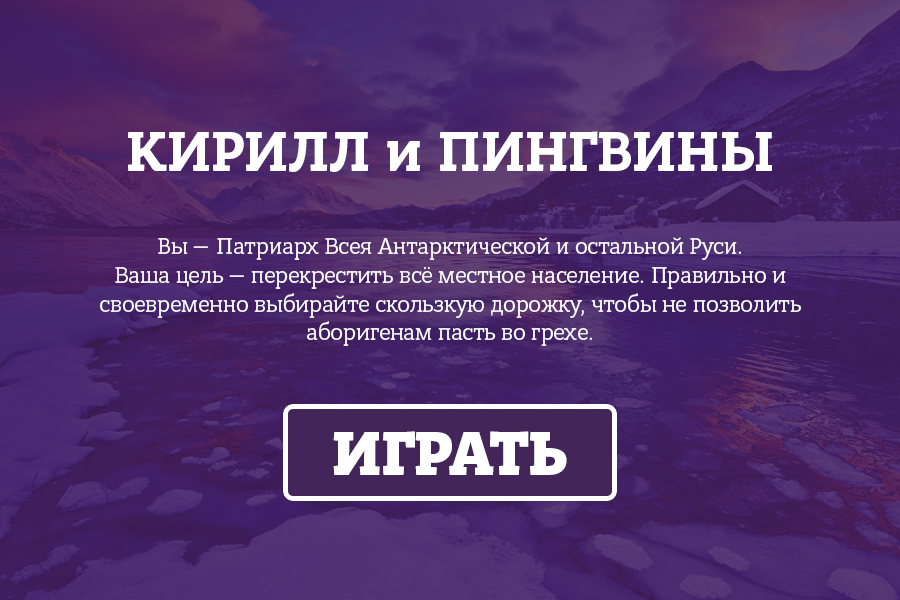 КИРИЛЛ и ПИНГВИНЫ
Вы — Патриарх Всея Антарктической и остальной Руси.
Ваша цель — перекрестить всё местное население. Правильно и
своевременно выбирайте скользкую дорожку, чтобы не позволить
аборигенам пасть во грехе.
ИГРАТЬ